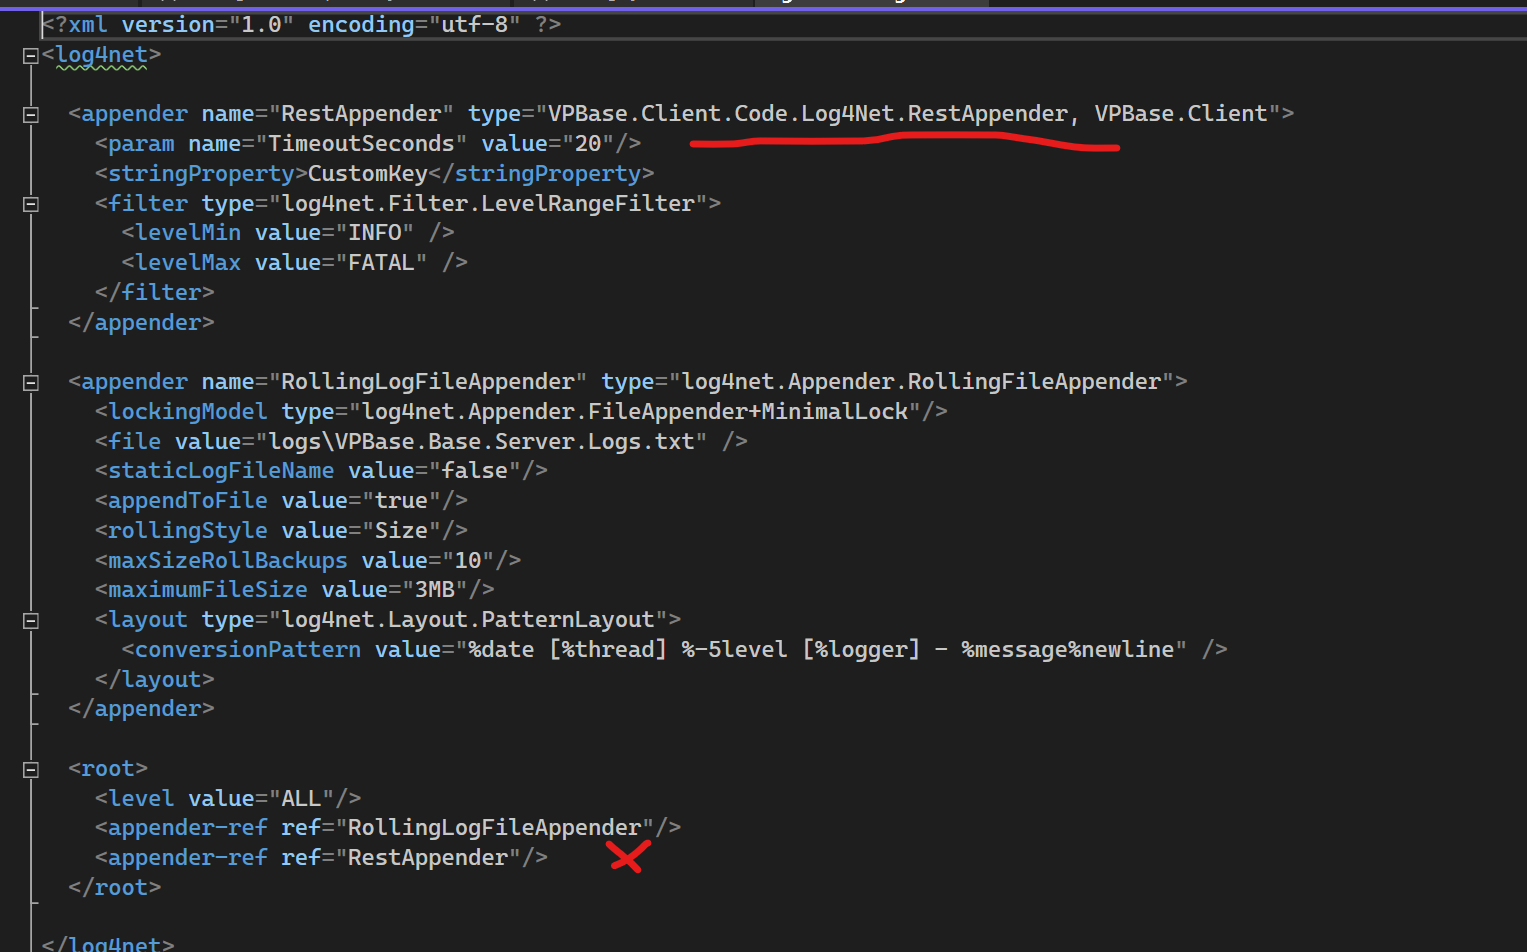 <?xml version="1.0" encoding="utf-8" ?>
<log4net>
<appender name="RestAppender" type="VPBase.Client.Code.Log4Net.RestAppender, VPBase.Client">
<param name="TimeoutSeconds" value="20"/>
<stringProperty>CustomKey</stringProperty>
<filter type="log4net.Filter.LevelRangeFilter">
<levelMin value="INFO" />
<levelMax value="FATAL" />
</filter>
</appender>
<appender name="RollingLogFileAppender" type="log4net.Appender.RollingFileAppender">
<lockingModel type="log4net.Appender.FileAppender+MinimalLock"/>
<file value="logs\VPBase.Base.Server.Logs.txt" />
<staticLogFileName value="false"/>
<appendToFile value="true"/>
<rollingStyle value="Size"/>
<maxSizeRollBackups value="10"/>
<maximumFileSize value="3MB"/>
<layout type="log4net.Layout.PatternLayout">
<conversionPattern value="%date [%thread] %-5level [%logger] - %message%newline" />
</layout>
</appender>
<root>
<level value="ALL"/>
<appender-ref ref="RollingLogFileAppender"/>
<appender-ref ref="RestAppender"/>
</root>
</log4net>